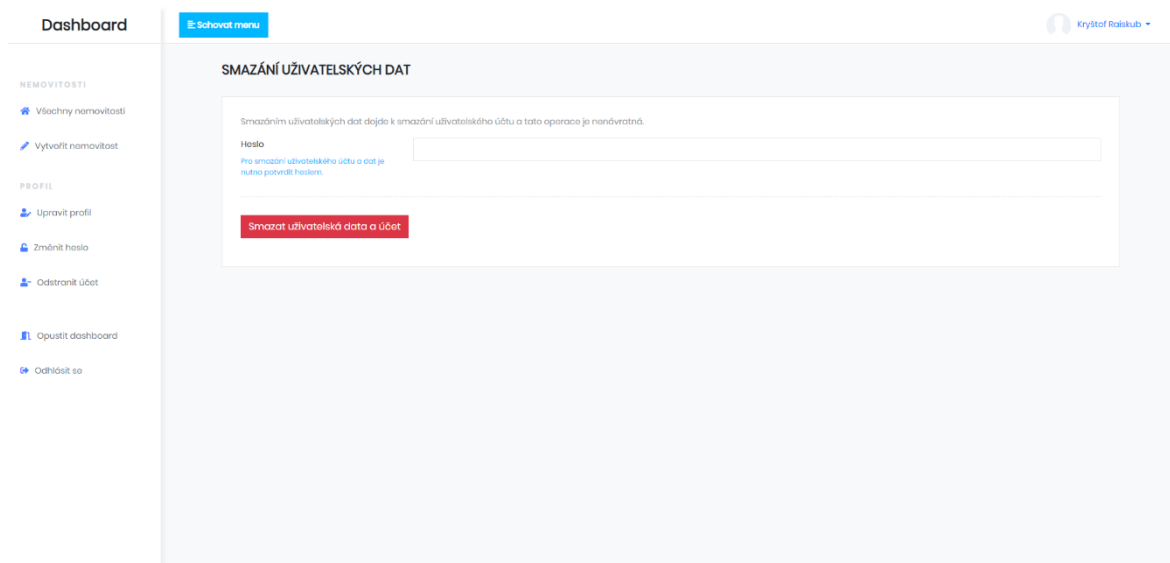 Dashboard
Schovat menu
Kryštof Raiskub
NEMOVITOSTI
Všechny nemovitosti
Vytvořit nemovitost
PROFIL
Upravit profil
Změnit heslo
Odstranit účet
Opustit dashboard
Odhlásit se
SMAZÁNÍ UŽIVATELSKÝCH DAT
Smazáním uživatelských dat dojde k smazání uživatelského účtu a tato operace je nenávratná.
Heslo
Pro smazání uživatelského účtu a dat je
nutno potvrdit heslem.
Smazat uživatelská data a účet